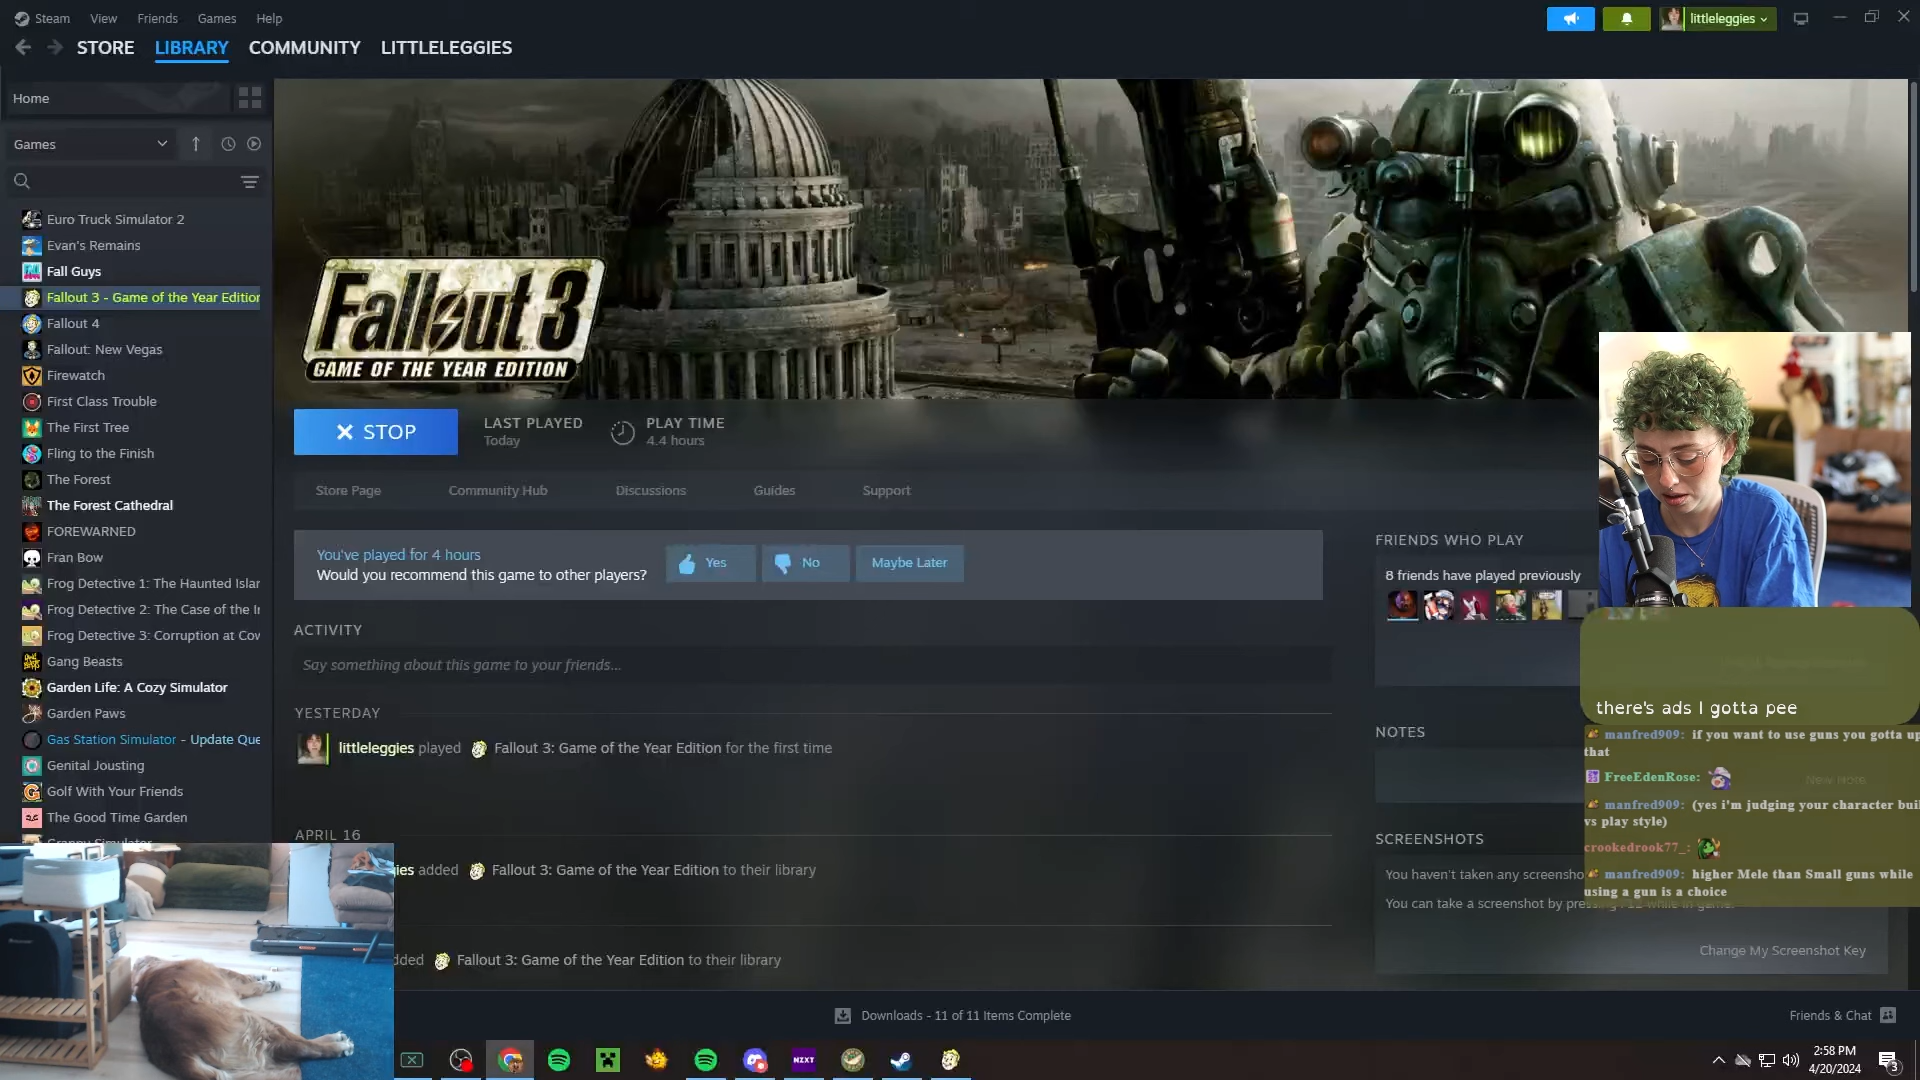 Steam View Friends Games Help
littleleggies
STORE LIBRARY COMMUNITY LITTLELEGGIES
Home
Games
Euro Truck Simulator 2
Evan's Remains
Fall Guys
Fallout 3 - Game of the Year Edition
Fallout 4
Fallout: New Vegas
Firewatch
First Class Trouble
The First Tree
Fling to the Finish
The Forest
The Forest Cathedral
FOREWARNED
Fran Bow
Frog Detective 1: The Haunted Islar
Frog Detective 2: The Case of the Ir
Frog Detective 3: Corruption at Cov
Gang Beasts
Garden Life: A Cozy Simulator
Garden Paws
Gas Station Simulator - Update Que
Genital Jousting
Golf With Your Friends
The Good Time Garden
Fallout 3
GAME OF THE YEAR EDITION
STOP
LAST PLAYED
Today
PLAY TIME
4.4 hours
Store Page Community Hub Discussions Guides Support
You've played for 4 hours
Would you recommend this game to other players?
Yes No Maybe Later
ACTIVITY
Say something about this game to your friends...
YESTERDAY
littleleggies played Fallout 3: Game of the Year Edition for the first time
APRIL 16
gies added Fallout 3: Game of the Year Edition to their library
dded Fallout 3: Game of the Year Edition to their library
FRIENDS WHO PLAY
8 friends have played previously
NOTES
New Note
SCREENSHOTS
You haven't taken any screensho
You can take a screenshot by pressing F12 while in game.
Change My Screenshot Key
there's ads I gotta pee
manfred909: if you want to use guns you gotta up
that
FreeEdenRose:
manfred909: (yes i'm judging your character buil
vs play style)
crookedrook77_:
manfred909: higher Mele than Small guns while
using a gun is a choice
Downloads - 11 of 11 Items Complete
Friends & Chat
NZXT
2:58 PM
4/20/2024
3